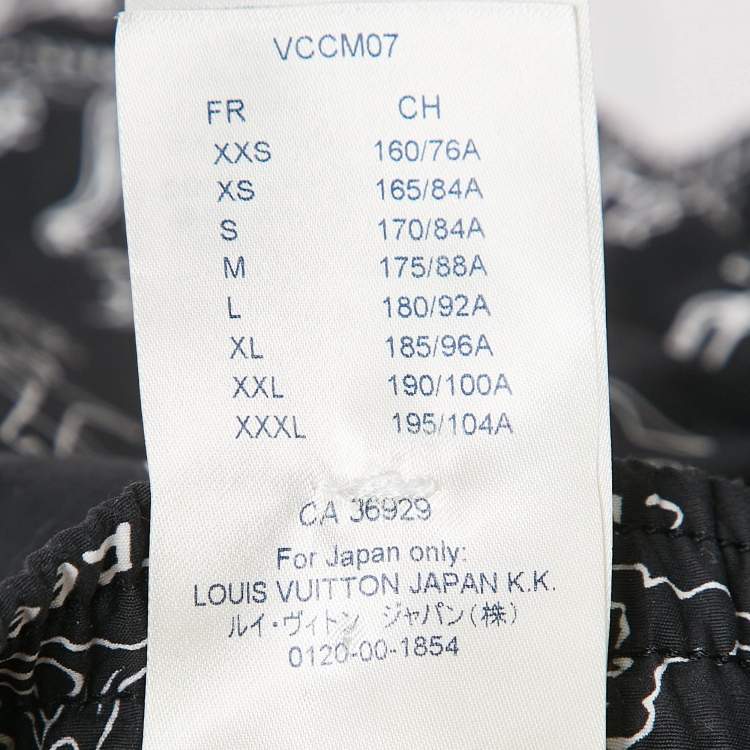 VCCM07
FR CH
XXS 160/76A
XS 165/84A
S 170/84A
M 175/88A
L 180/92A
XL 185/96A
XXL 190/100A
XXXL 195/104A
CA 36929
For Japan only:
LOUIS VUITTON JAPAN K.K.
ルイ・ヴィトン ジャパン(株)
0120-00-1854